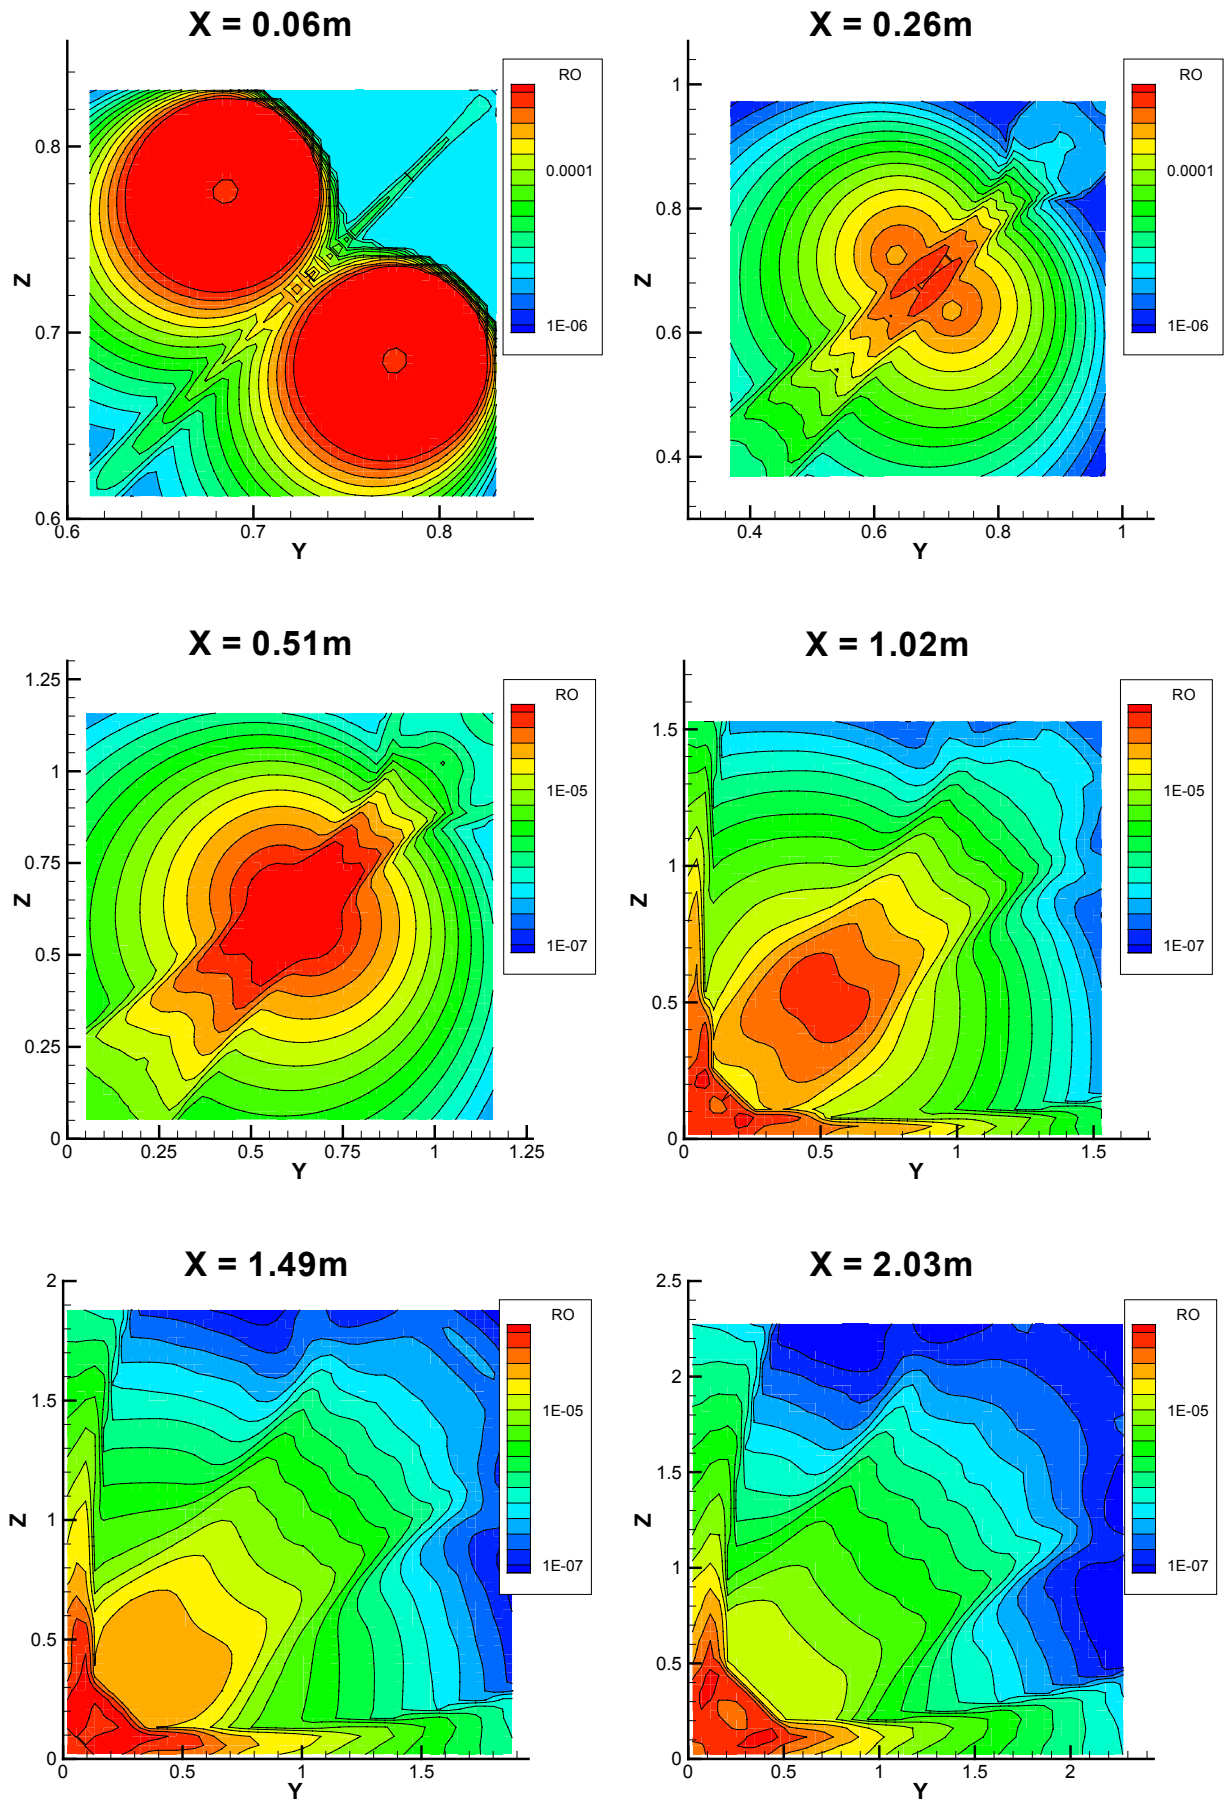 X = 0.06m
RO
0.0001
1E-06
Z
0.8
0.7
0.6
0.6 0.7 0.8
Y
X = 0.26m
RO
0.0001
1E-06
Z
1
0.8
0.6
0.4
0.4 0.6 0.8 1
Y
X = 0.51m
RO
1E-05
1E-07
Z
1.25
1
0.75
0.5
0.25
0
0 0.25 0.5 0.75 1 1.25
Y
X = 1.02m
RO
1E-05
1E-07
Z
1.5
1
0.5
0
0 0.5 1 1.5
Y
X = 1.49m
RO
1E-05
1E-07
Z
2
1.5
1
0.5
0
0 0.5 1 1.5
Y
X = 2.03m
RO
1E-05
1E-07
Z
2.5
2
1.5
1
0.5
0
0 0.5 1 1.5 2
Y